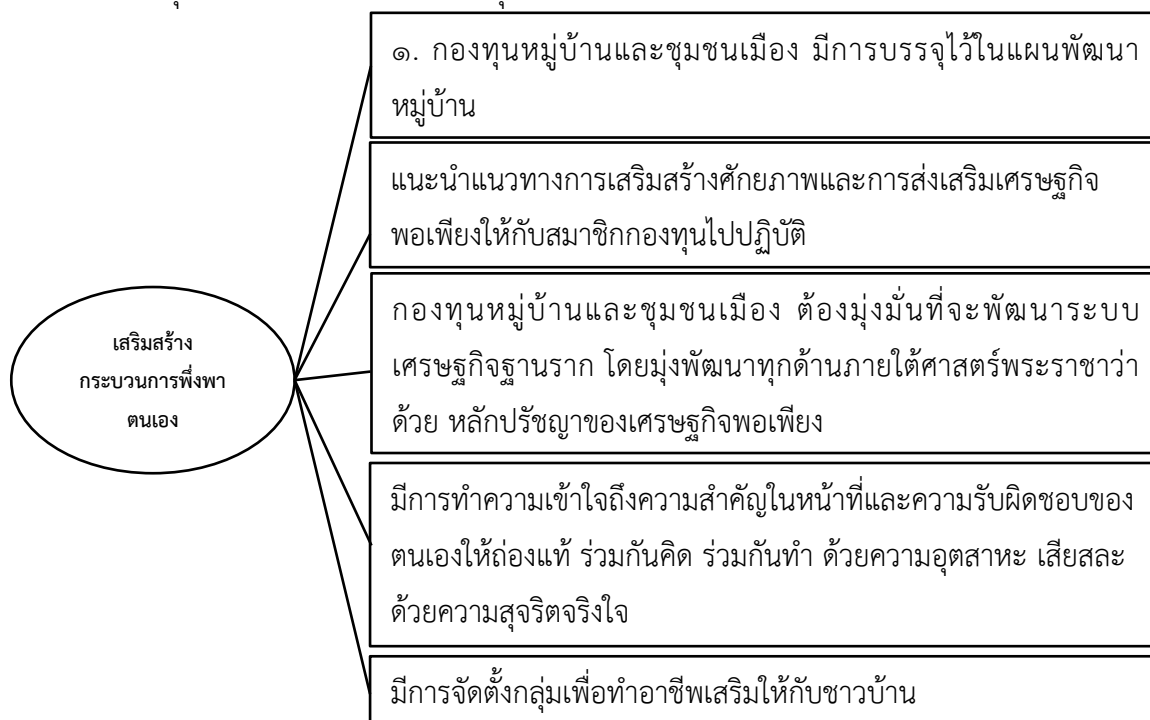 ๑. กองทุนหมู่บ้านและชุมชนเมือง มีการบรรจุไว้ในแผนพัฒนา
หมู่บ้าน
แนะนำแนวทางการเสริมสร้างศักยภาพและการส่งเสริมเศรษฐกิจ
พอเพียงให้กับสมาชิกกองทุนไปปฏิบัติ
กองทุนหมู่บ้านและชุมชนเมือง ต้องมุ่งมั่นที่จะพัฒนาระบบ
เศรษฐกิจฐานราก โดยมุ่งพัฒนาทุกด้านภายใต้ศาสตร์พระราชาว่า
ด้วย หลักปรัชญาของเศรษฐกิจพอเพียง
เสริมสร้าง
กระบวนการพึ่งพา
ตนเอง
มีการทำความเข้าใจถึงความสำคัญในหน้าที่และความรับผิดชอบของ
ตนเองให้ถ่องแท้ ร่วมกันคิด ร่วมกันทำ ด้วยความอุตสาหะ เสียสละ
ด้วยความสุจริตจริงใจ
มีการจัดตั้งกลุ่มเพื่อทำอาชีพเสริมให้กับชาวบ้าน